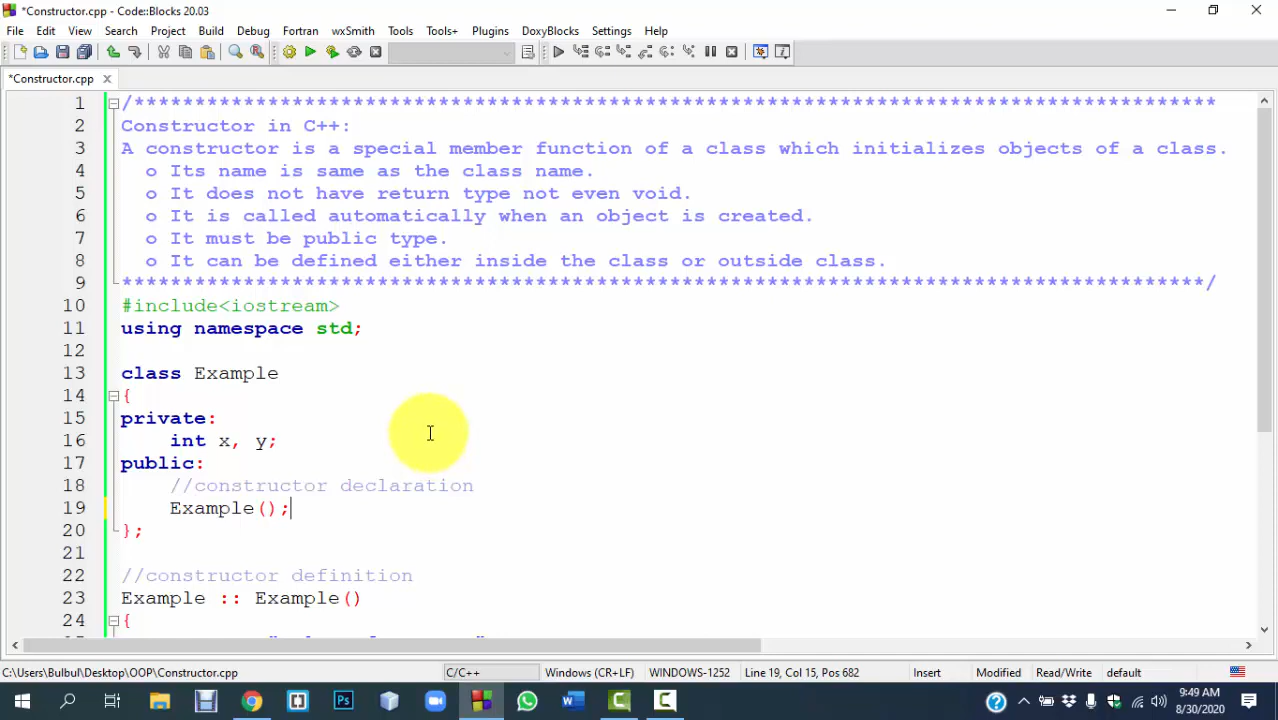 *Constructor.cpp - Code::Blocks 20.03
File Edit View Search Project Build Debug Fortran wxSmith Tools Tools+ Plugins DoxyBlocks Settings Help
*Constructor.cpp
1 /*****************************************************************************************
2 Constructor in C++:
3 A constructor is a special member function of a class which initializes objects of a class.
4 o Its name is same as the class name.
5 o It does not have return type not even void.
6 o It is called automatically when an object is created.
7 o It must be public type.
8 o It can be defined either inside the class or outside class.
9 *****************************************************************************************/
10 #include<iostream>
11 using namespace std;
12
13 class Example
14 {
15 private:
16 int x, y;
17 public:
18 //constructor declaration
19 Example();
20 };
21
22 //constructor definition
23 Example :: Example()
24 {
C:\Users\Bulbul\Desktop\OOP\Constructor.cpp C/C++ Windows (CR+LF) WINDOWS-1252 Line 19, Col 15, Pos 682 Insert Modified Read/Write default
Ps
9:49 AM
8/30/2020